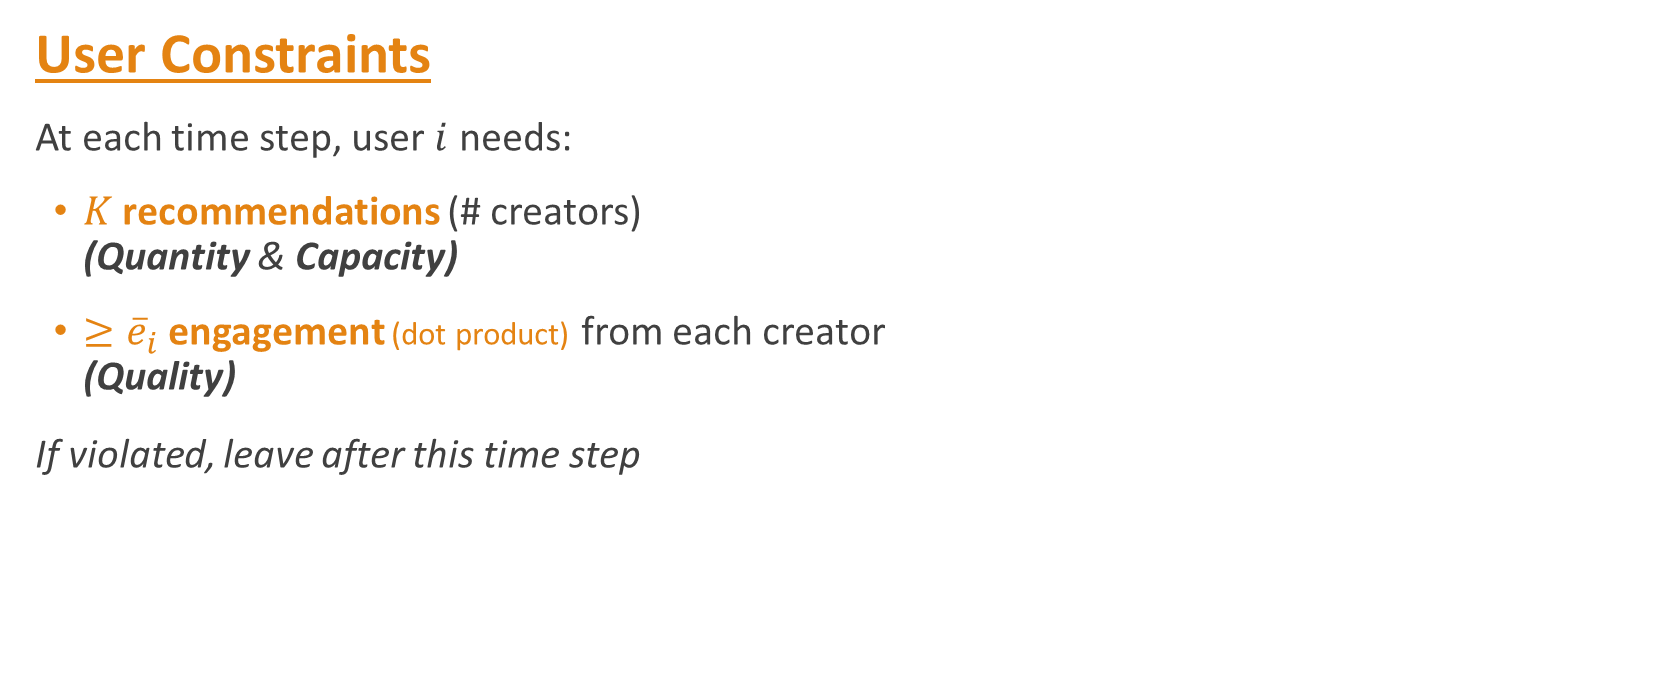 User Constraints
At each time step, user i needs:
• K recommendations (# creators)
(Quantity & Capacity)
• ≥ ēᵢ engagement (dot product) from each creator
(Quality)
If violated, leave after this time step